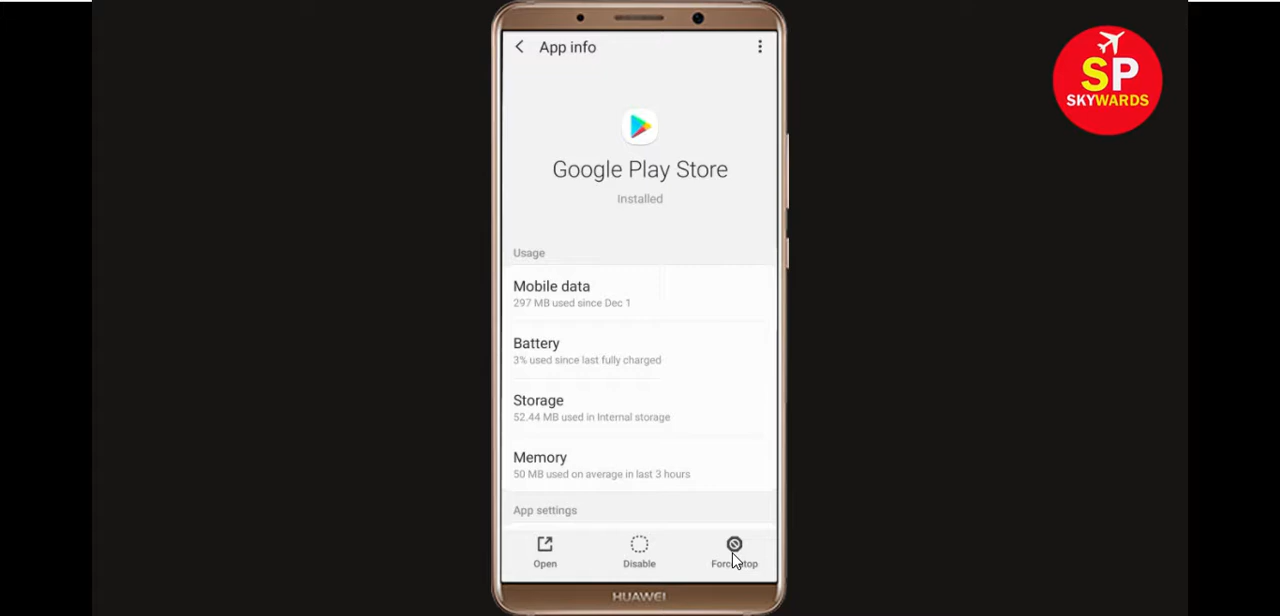 App info
SP
SKYWARDS
Google Play Store
Installed
Usage
Mobile data
297 MB used since Dec 1
Battery
3% used since last fully charged
Storage
52.44 MB used in Internal storage
Memory
50 MB used on average in last 3 hours
App settings
Open
Disable
Force stop
HUAWEI